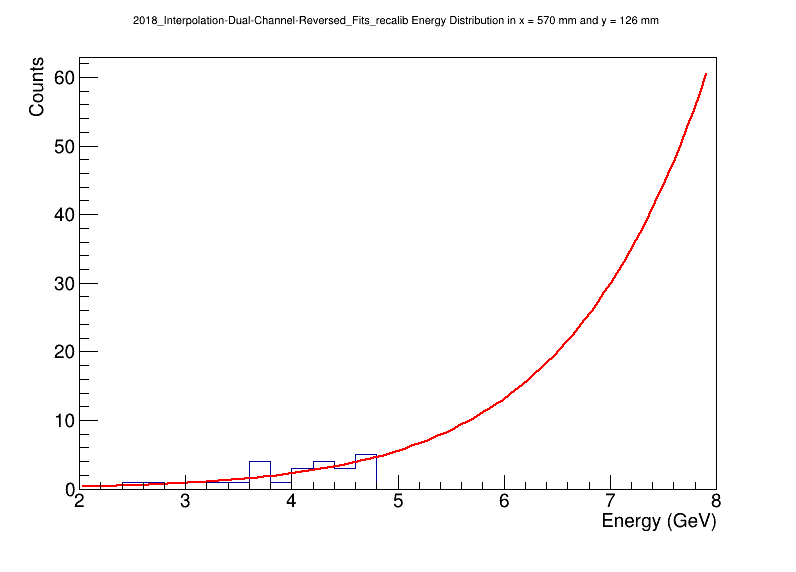 2018_Interpolation-Dual-Channel-Reversed_Fits_recalib Energy Distribution in x = 570 mm and y = 126 mm
Counts
60
50
40
30
20
10
0
2 3 4 5 6 7 8
Energy (GeV)